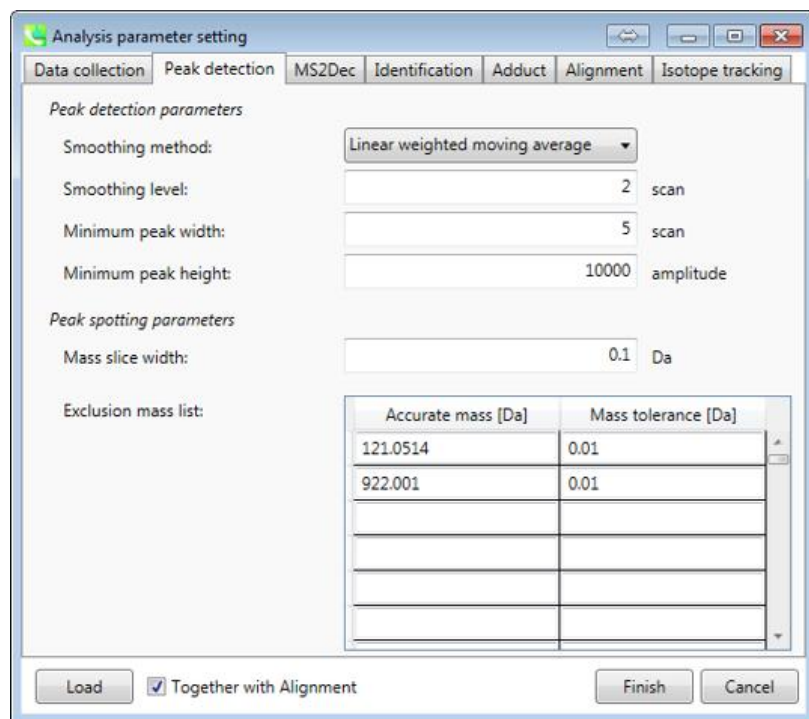 Analysis parameter setting
Data collection Peak detection MS2Dec Identification Adduct Alignment Isotope tracking
Peak detection parameters
Smoothing method: Linear weighted moving average
Smoothing level: 2 scan
Minimum peak width: 5 scan
Minimum peak height: 10000 amplitude
Peak spotting parameters
Mass slice width: 0.1 Da
Exclusion mass list: Accurate mass [Da] Mass tolerance [Da]
121.0514 0.01
922.001 0.01
Load Together with Alignment Finish Cancel